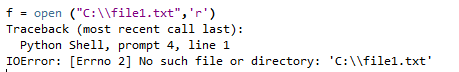 f = open ("C:\\file1.txt",'r')
Traceback (most recent call last):
  Python Shell, prompt 4, line 1
IOError: [Errno 2] No such file or directory: 'C:\\file1.txt'